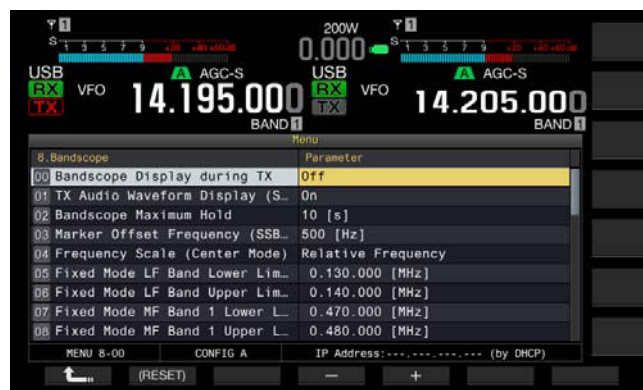 1 200W 1
S 1 3 5 7 9 +20 +40 +60dB 0.000 S 1 3 5 7 9 +20 +40 +60dB
USB A AGC-S USB A AGC-S
RX VFO 14.195.000 RX VFO 14.205.000
TX TX
BAND 1 BAND 1
Menu
8.Bandscope Parameter
00 Bandscope Display during TX Off
01 TX Audio Waveform Display (S… On
02 Bandscope Maximum Hold 10 [s]
03 Marker Offset Frequency (SSB… 500 [Hz]
04 Frequency Scale (Center Mode) Relative Frequency
05 Fixed Mode LF Band Lower Lim… 0.130.000 [MHz]
06 Fixed Mode LF Band Upper Lim… 0.140.000 [MHz]
07 Fixed Mode MF Band 1 Lower L… 0.470.000 [MHz]
08 Fixed Mode MF Band 1 Upper L… 0.480.000 [MHz]
MENU 8-00 CONFIG A IP Address:---.---.---.--- (by DHCP)
(RESET) − +